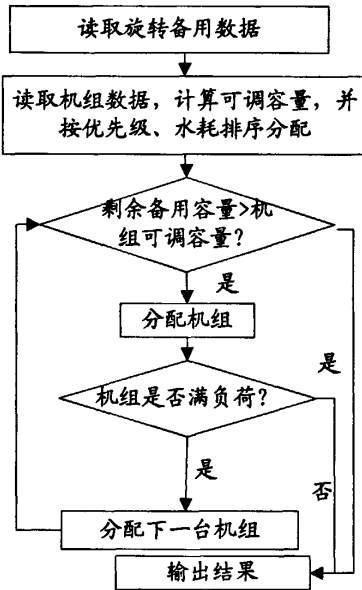 读取旋转备用数据
读取机组数据，计算可调容量，并
按优先级、水耗排序分配
剩余备用容量>机
组可调容量？
是
分配机组
是
机组是否满负荷？
是
否
分配下一台机组
输出结果